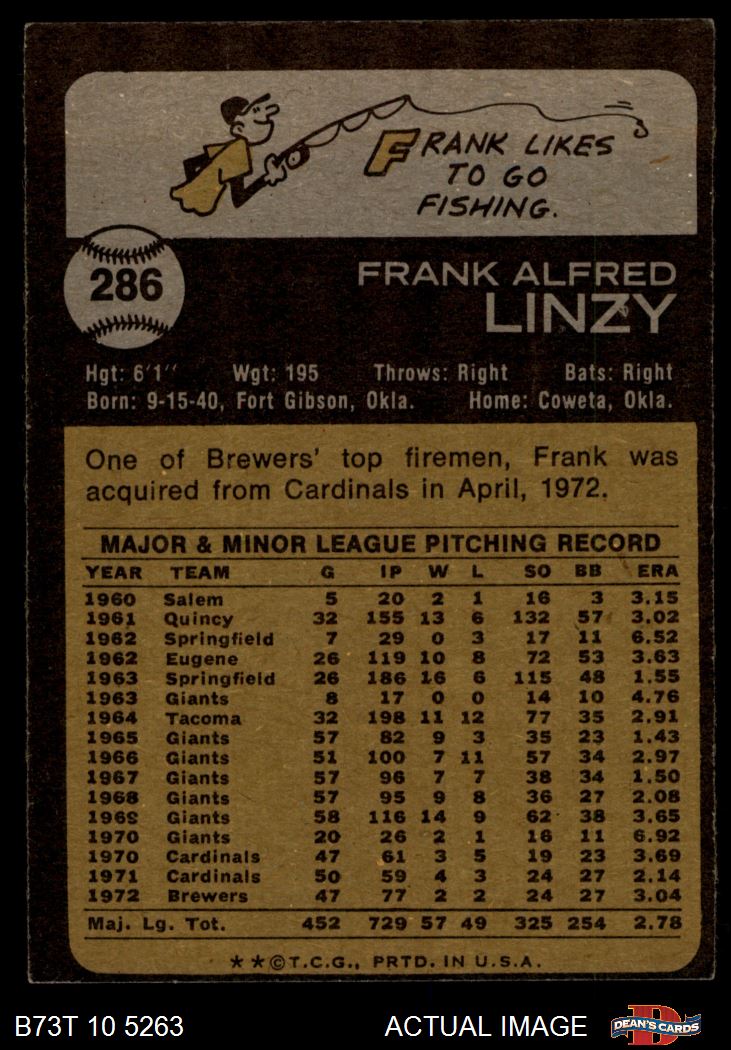 FRANK LIKES
TO GO
FISHING.
286
FRANK ALFRED
LINZY
Hgt: 6'1'' Wgt: 195 Throws: Right Bats: Right
Born: 9-15-40, Fort Gibson, Okla. Home: Coweta, Okla.
One of Brewers' top firemen, Frank was
acquired from Cardinals in April, 1972.
MAJOR & MINOR LEAGUE PITCHING RECORD
YEAR TEAM G IP W L SO BB ERA
1960 Salem 5 20 2 1 16 3 3.15
1961 Quincy 32 155 13 6 132 57 3.02
1962 Springfield 7 29 0 3 17 11 6.52
1962 Eugene 26 119 10 8 72 53 3.63
1963 Springfield 26 186 16 6 115 48 1.55
1963 Giants 8 17 0 0 14 10 4.76
1964 Tacoma 32 198 11 12 77 35 2.91
1965 Giants 57 82 9 3 35 23 1.43
1966 Giants 51 100 7 11 57 34 2.97
1967 Giants 57 96 7 7 38 34 1.50
1968 Giants 57 95 9 8 36 27 2.08
1969 Giants 58 116 14 9 62 38 3.65
1970 Giants 20 26 2 1 16 11 6.92
1970 Cardinals 47 61 3 5 19 23 3.69
1971 Cardinals 50 59 4 3 24 27 2.14
1972 Brewers 47 77 2 2 24 27 3.04
Maj. Lg. Tot. 452 729 57 49 325 254 2.78
★★©T.C.G., PRTD. IN U.S.A.
B73T 10 5263 ACTUAL IMAGE D DEAN'S CARDS